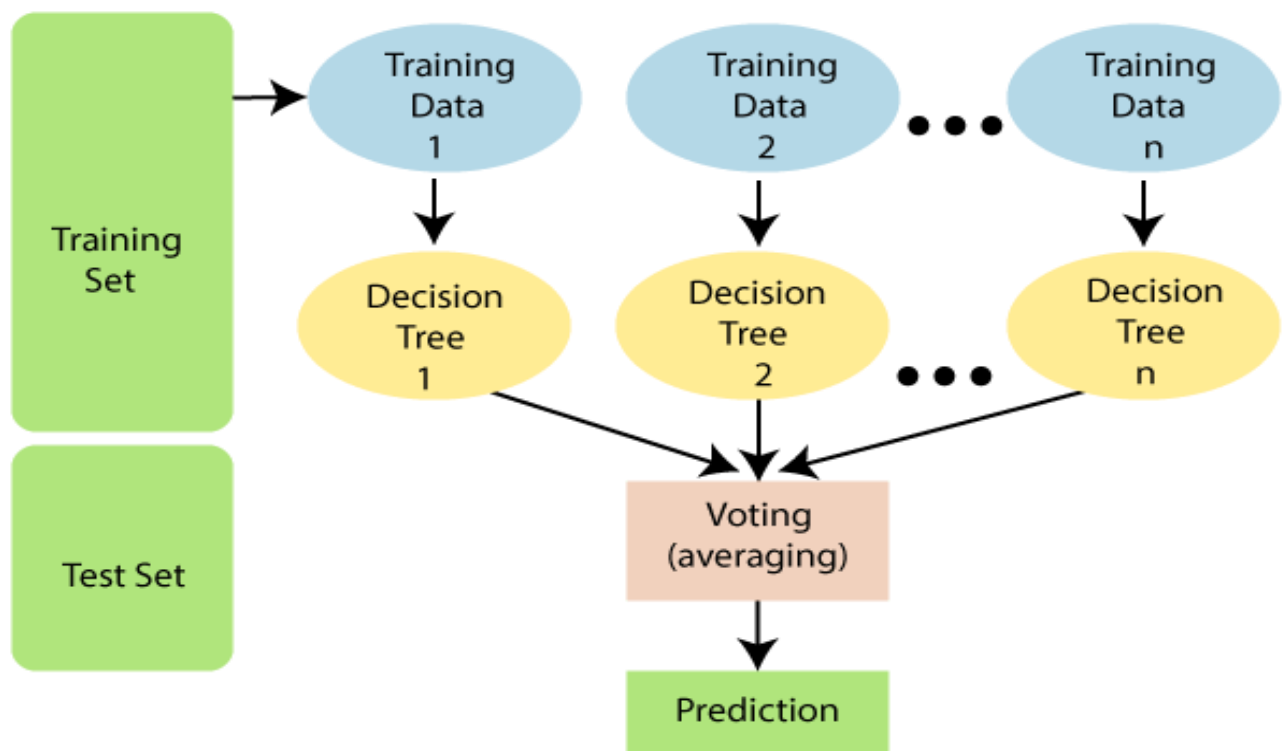 Training
Set
Test Set
Training
Data
1
Training
Data
2
Training
Data
n
Decision
Tree
1
Decision
Tree
2
Decision
Tree
n
Voting
(averaging)
Prediction